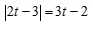 |2t − 3| = 3t − 2